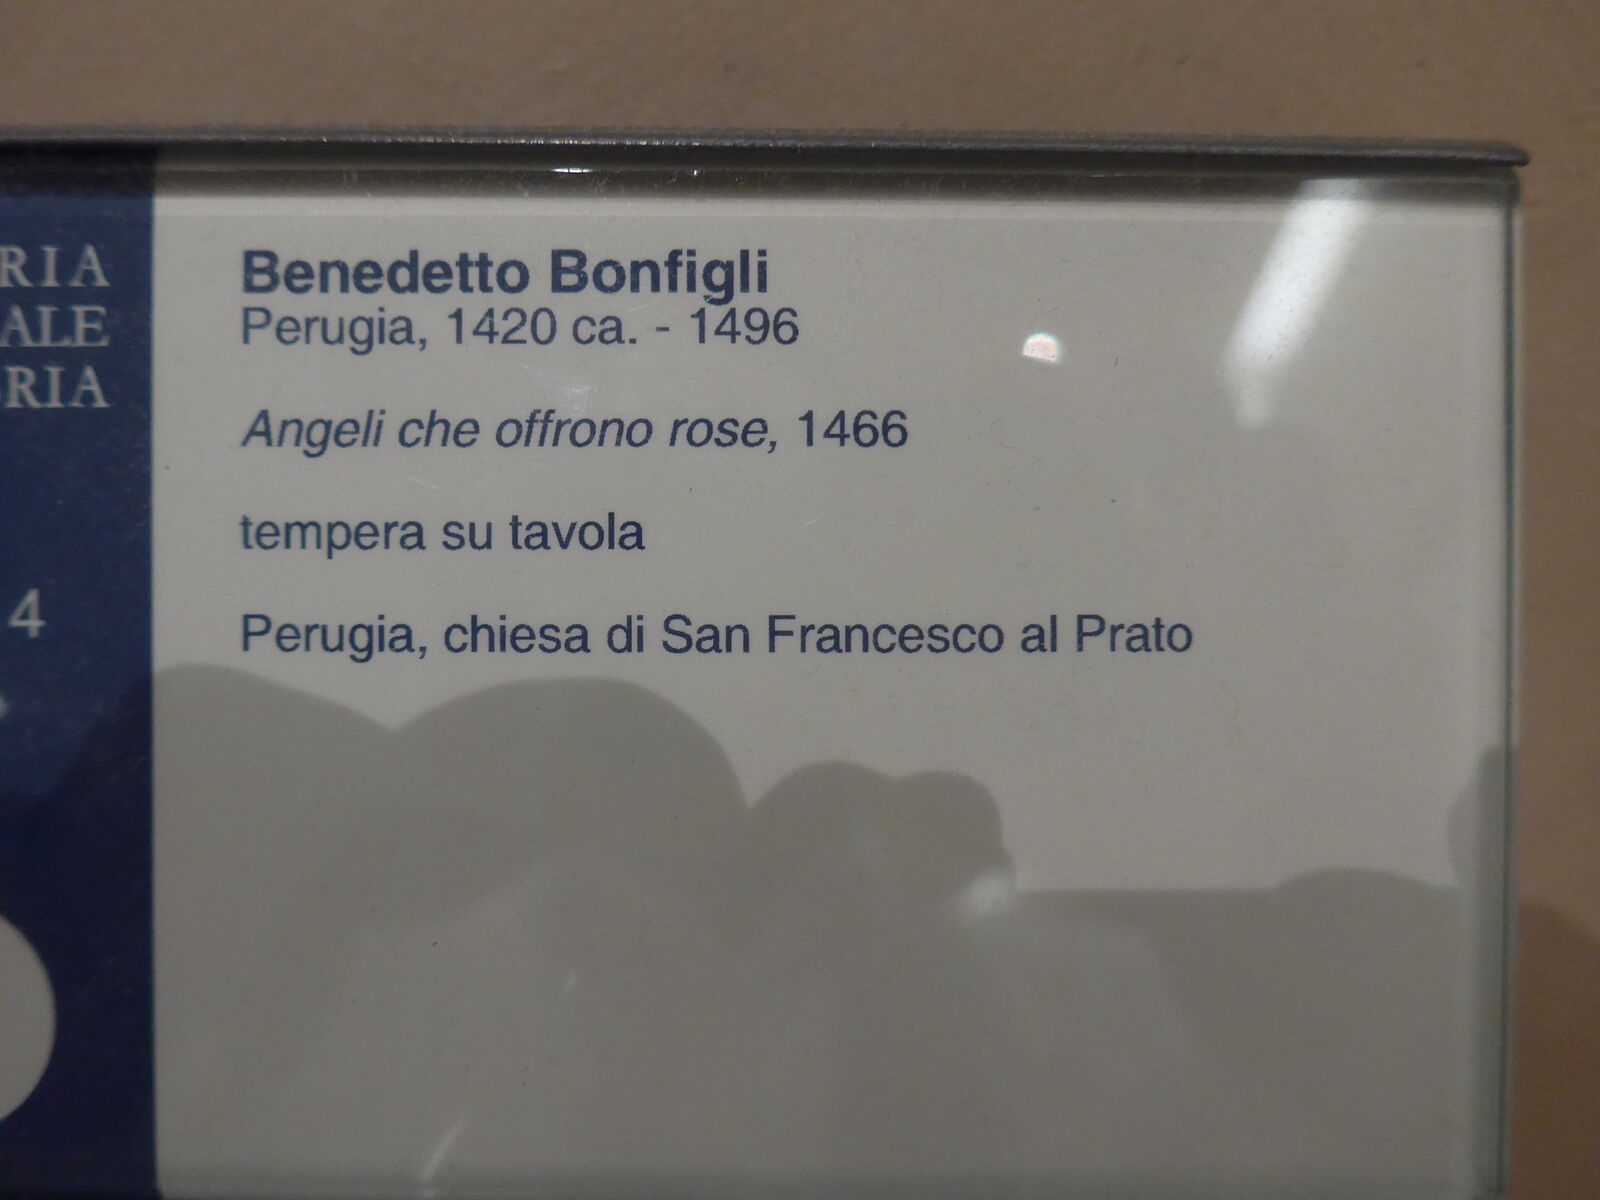 RIA
ALE
BRIA
4
Benedetto Bonfigli
Perugia, 1420 ca. - 1496
Angeli che offrono rose, 1466
tempera su tavola
Perugia, chiesa di San Francesco al Prato